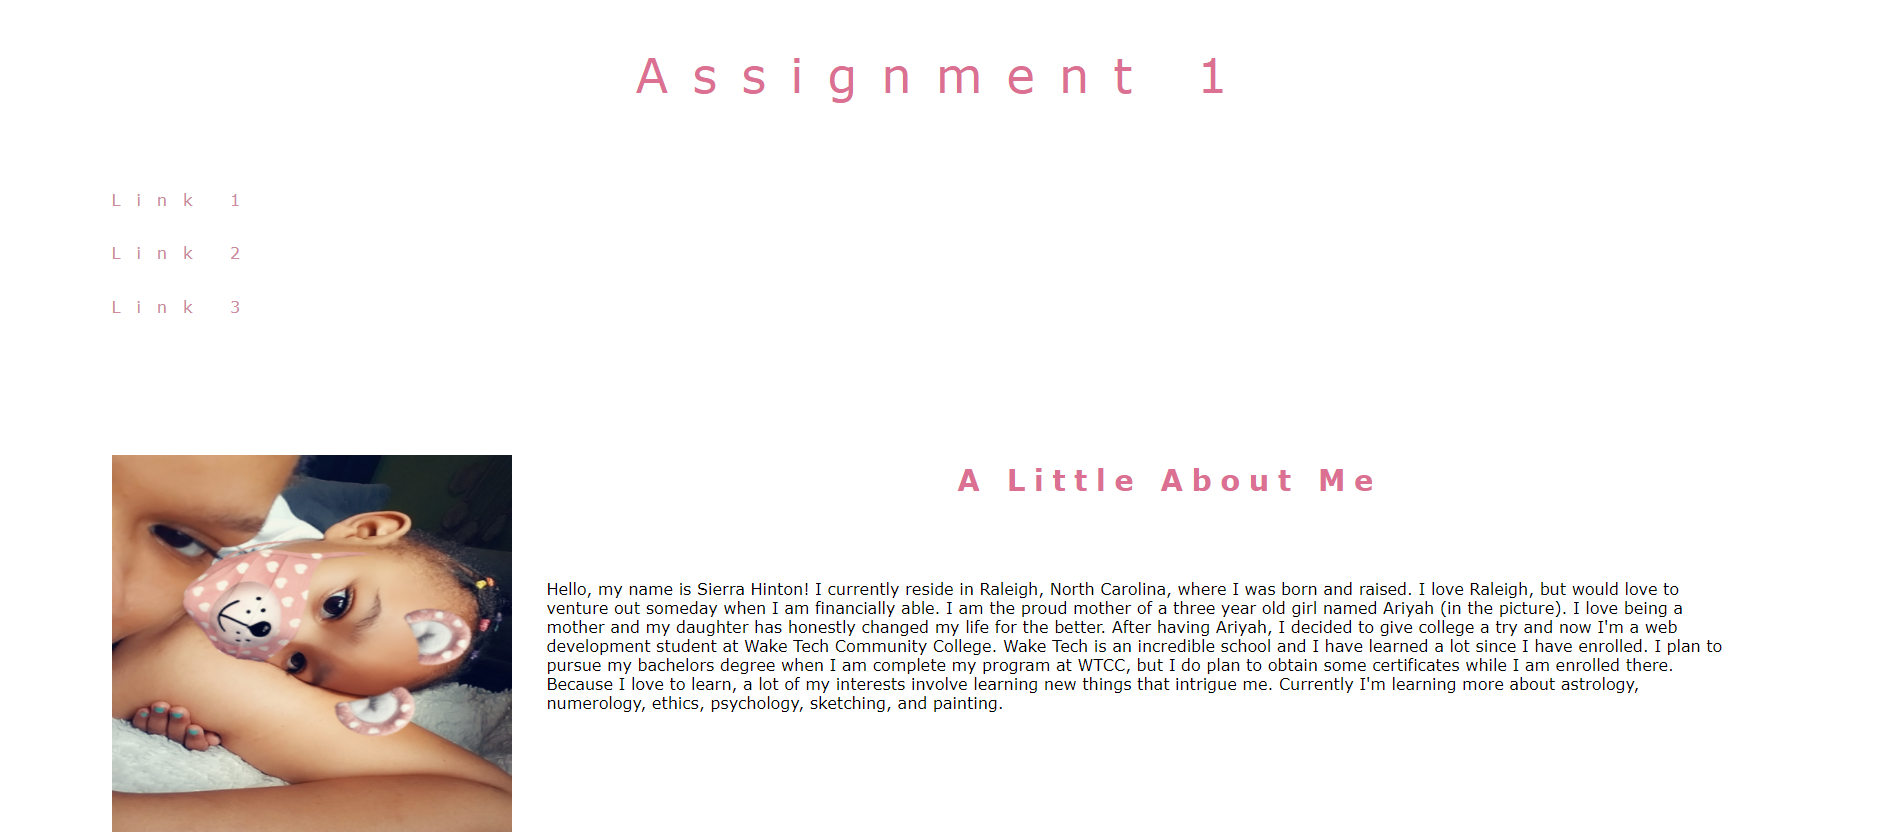 Assignment 1
Link 1
Link 2
Link 3
A Little About Me
Hello, my name is Sierra Hinton! I currently reside in Raleigh, North Carolina, where I was born and raised. I love Raleigh, but would love to
venture out someday when I am financially able. I am the proud mother of a three year old girl named Ariyah (in the picture). I love being a
mother and my daughter has honestly changed my life for the better. After having Ariyah, I decided to give college a try and now I'm a web
development student at Wake Tech Community College. Wake Tech is an incredible school and I have learned a lot since I have enrolled. I plan to
pursue my bachelors degree when I am complete my program at WTCC, but I do plan to obtain some certificates while I am enrolled there.
Because I love to learn, a lot of my interests involve learning new things that intrigue me. Currently I'm learning more about astrology,
numerology, ethics, psychology, sketching, and painting.